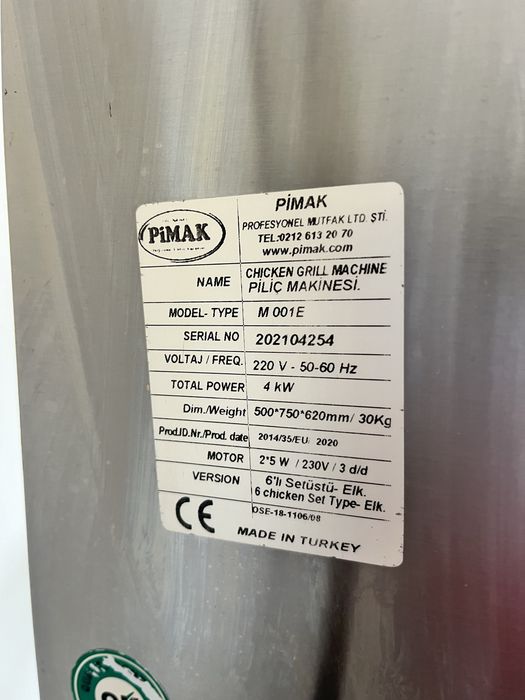 PiMAK
PİMAK
PROFESYONEL MUTFAK LTD. ŞTİ.
TEL:0212 613 20 70
www.pimak.com
NAME CHICKEN GRILL MACHINE
PİLİÇ MAKİNESİ.
MODEL- TYPE M 001E
SERIAL NO 202104254
VOLTAJ / FREQ. 220 V - 50-60 Hz
TOTAL POWER 4 kW
Dim./Weight 500*750*620mm/ 30Kg
Prod.ID.Nr./Prod. date 2014/35/EU/ 2020
MOTOR 2*5 W / 230V / 3 d/d
VERSION 6'lı Setüstü- Elk.
6 chicken Set Type- Elk.
CE OSE-18-1106/08
MADE IN TURKEY